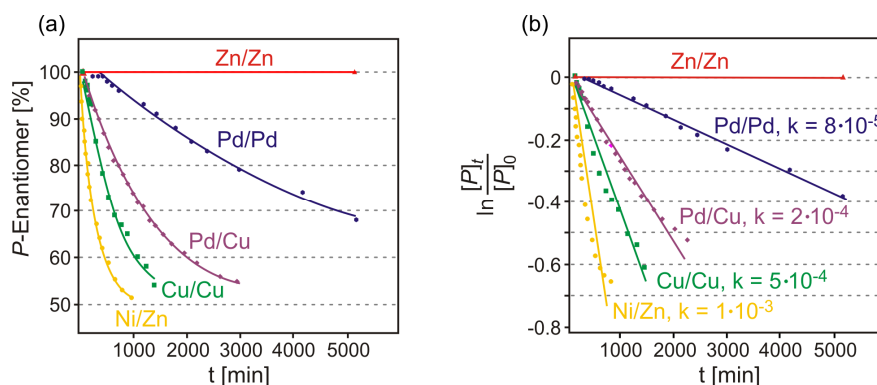 (a)
Zn/Zn
100
90
80
70
60
50
P-Enantiomer [%]
Pd/Pd
Pd/Cu
Cu/Cu
Ni/Zn
1000 2000 3000 4000 5000
t [min]
(b)
Zn/Zn
0
-0.2
-0.4
-0.6
-0.8
ln [P]t / [P]0
Pd/Pd, k = 8·10-5
Pd/Cu, k = 2·10-4
Cu/Cu, k = 5·10-4
Ni/Zn, k = 1·10-3
1000 2000 3000 4000 5000
t [min]